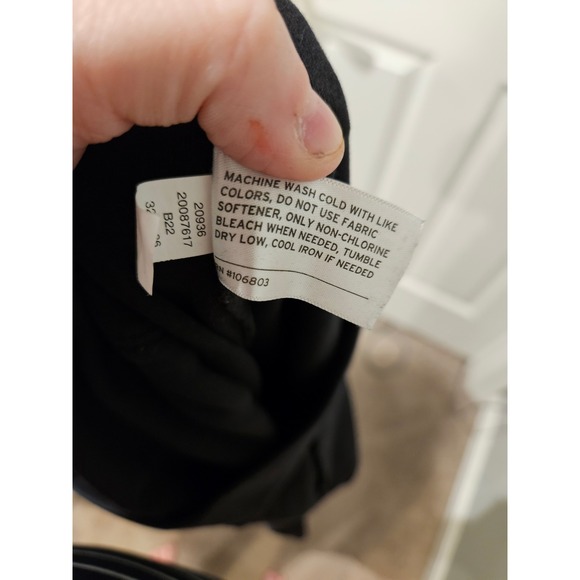 MACHINE WASH COLD WITH LIKE
COLORS, DO NOT USE FABRIC
SOFTENER, ONLY NON-CHLORINE
BLEACH WHEN NEEDED, TUMBLE
DRY LOW, COOL IRON IF NEEDED
#106803
20936
20087617
B22